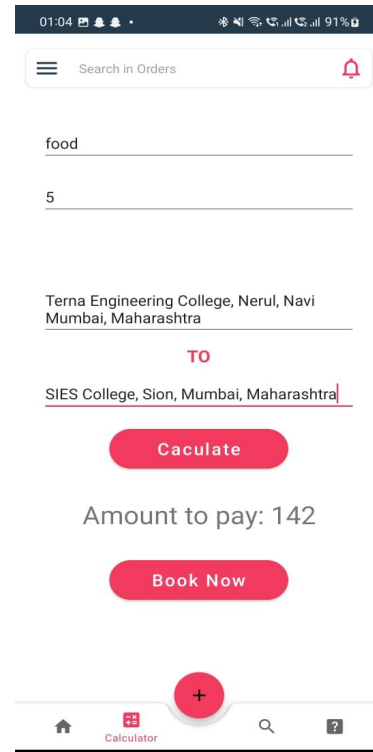 01:04 91%
Search in Orders
food
5
Terna Engineering College, Nerul, Navi
Mumbai, Maharashtra
TO
SIES College, Sion, Mumbai, Maharashtra
Caculate
Amount to pay: 142
Book Now
+
Calculator
?